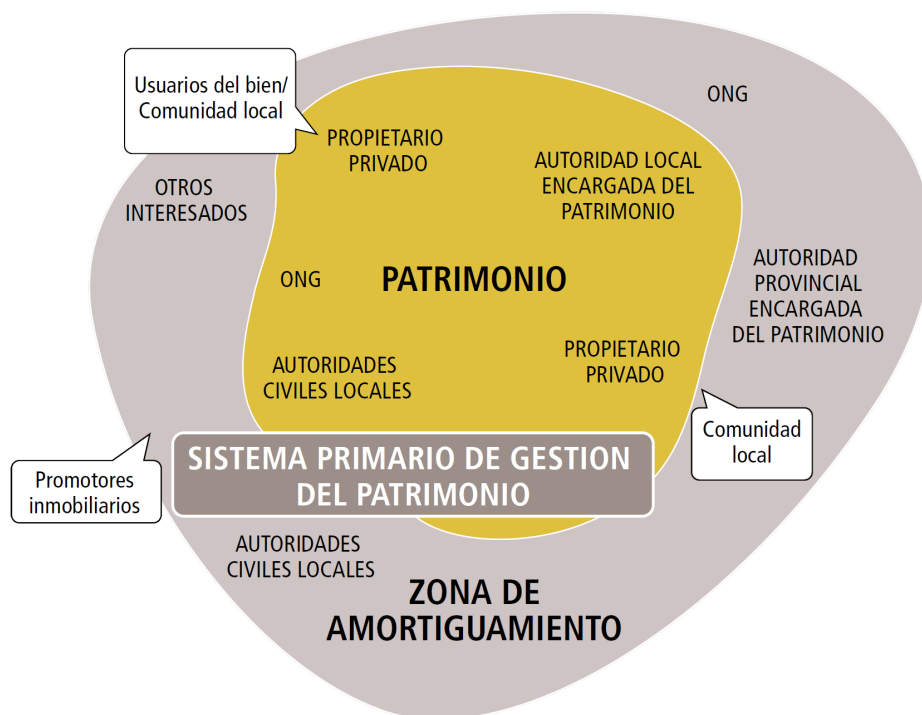 Usuarios del bien/
Comunidad local
ONG
PROPIETARIO
PRIVADO
AUTORIDAD LOCAL
ENCARGADA DEL
PATRIMONIO
OTROS
INTERESADOS
ONG
PATRIMONIO
AUTORIDAD
PROVINCIAL
ENCARGADA
DEL PATRIMONIO
PROPIETARIO
PRIVADO
AUTORIDADES
CIVILES LOCALES
Comunidad
local
SISTEMA PRIMARIO DE GESTION
DEL PATRIMONIO
Promotores
inmobiliarios
AUTORIDADES
CIVILES LOCALES
ZONA DE
AMORTIGUAMIENTO